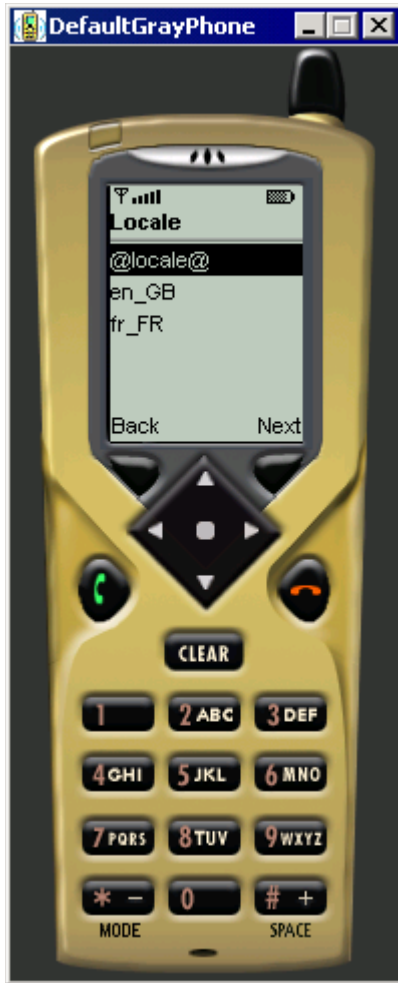 DefaultGrayPhone
Locale
@locale@
en_GB
fr_FR
Back Next
CLEAR
1 2 ABC 3 DEF
4 GHI 5 JKL 6 MNO
7 PQRS 8 TUV 9 WXYZ
* - 0 # +
MODE SPACE